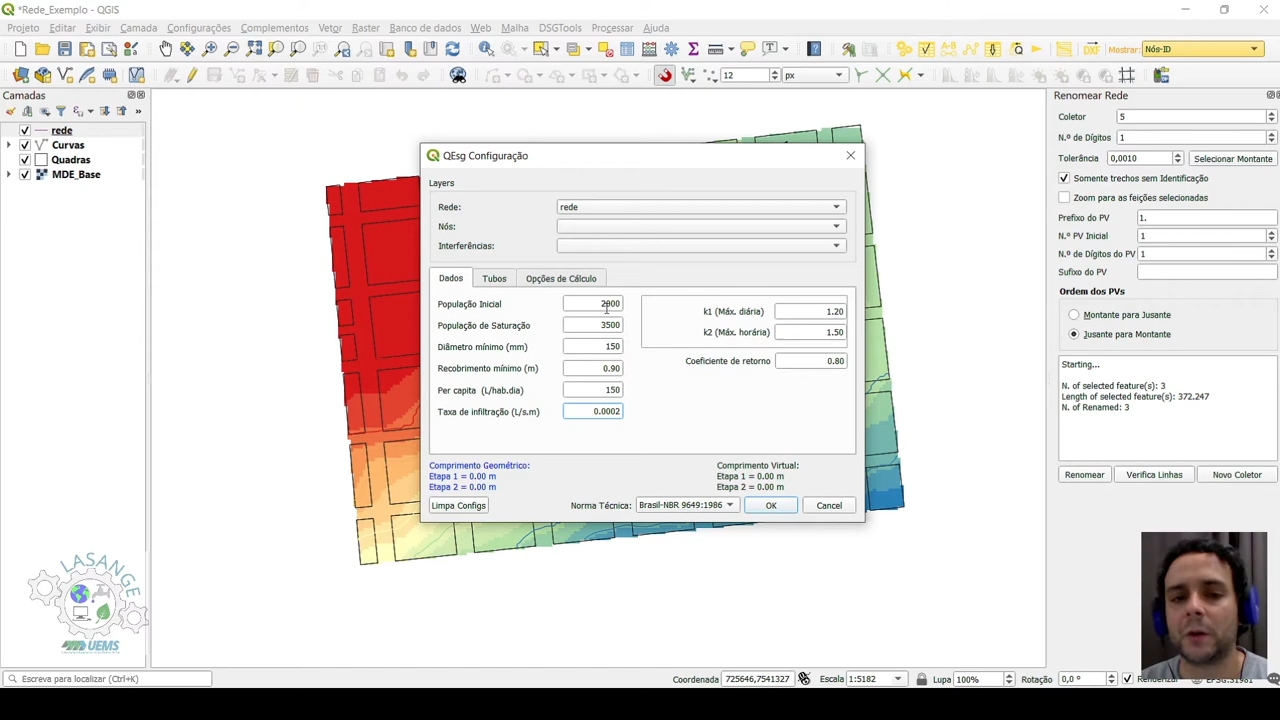 *Rede_Exemplo — QGIS
Projeto Editar Exibir Camada Configurações Complementos Vetor Raster Banco de dados Web Malha DSGTools Processar Ajuda
Mostrar: Nós-ID
12 px
Camadas
rede
Curvas
Quadras
MDE_Base
QEsg Configuração
Layers
Rede: rede
Nós:
Interferências:
Dados Tubos Opções de Cálculo
População Inicial 2000
População de Saturação 3500
Diâmetro mínimo (mm) 150
Recobrimento mínimo (m) 0.90
Per capita (L/hab.dia) 150
Taxa de infiltração (L/s.m) 0.0002
k1 (Máx. diária) 1.20
k2 (Máx. horária) 1.50
Coeficiente de retorno 0.80
Comprimento Geométrico:
Etapa 1 = 0.00 m
Etapa 2 = 0.00 m
Comprimento Virtual:
Etapa 1 = 0.00 m
Etapa 2 = 0.00 m
Limpa Configs Norma Técnica: Brasil-NBR 9649:1986 OK Cancel
Renomear Rede
Coletor 5
N.º de Dígitos 1
Tolerância 0,0010 Selecionar Montante
Somente trechos sem Identificação
Zoom para as feições selecionadas
Prefixo do PV 1.
N.º PV Inicial 1
N.º de Dígitos do PV 1
Sufixo do PV
Ordem dos PVs
Montante para Jusante
Jusante para Montante
Starting...
N. of selected feature(s): 3
Length of selected feature(s): 372.247
N. of Renamed: 3
Renomear Verifica Linhas Novo Coletor
LASANGE
UEMS
Escreva para localizar (Ctrl+K) Coordenada 725646,7541327 Escala 1:5182 Lupa 100% Rotação 0,0 °